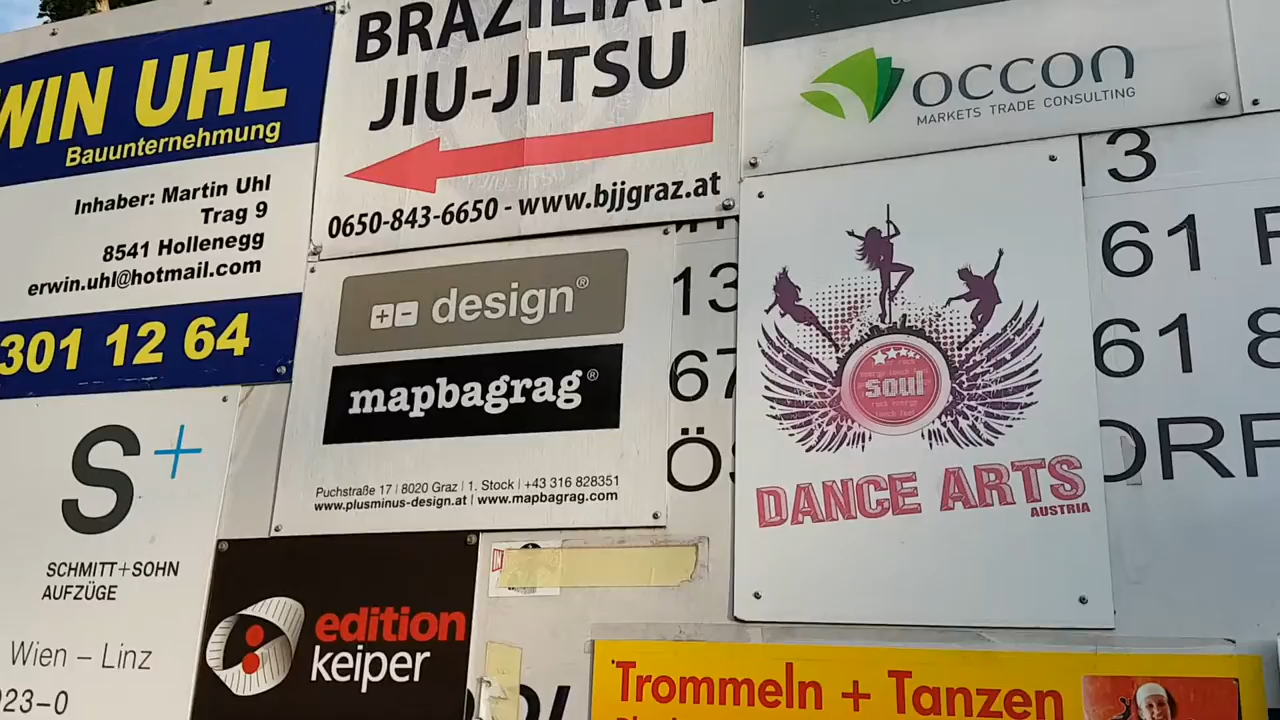 WIN UHL
Bauunternehmung
Inhaber: Martin Uhl
Trag 9
8541 Hollenegg
erwin.uhl@hotmail.com
301 12 64
BRAZILIAN
JIU-JITSU
0650-843-6650 - www.bjjgraz.at
occon
MARKETS TRADE CONSULTING
+- design®
mapbagrag®
Puchstraße 17 | 8020 Graz | 1. Stock | +43 316 828351
www.plusminus-design.at | www.mapbagrag.com
13
67
3
61
61 8
soul
DANCE ARTS
AUSTRIA
S+
SCHMITT+SOHN
AUFZÜGE
Wien – Linz
023-0
edition
keiper
Trommeln + Tanzen